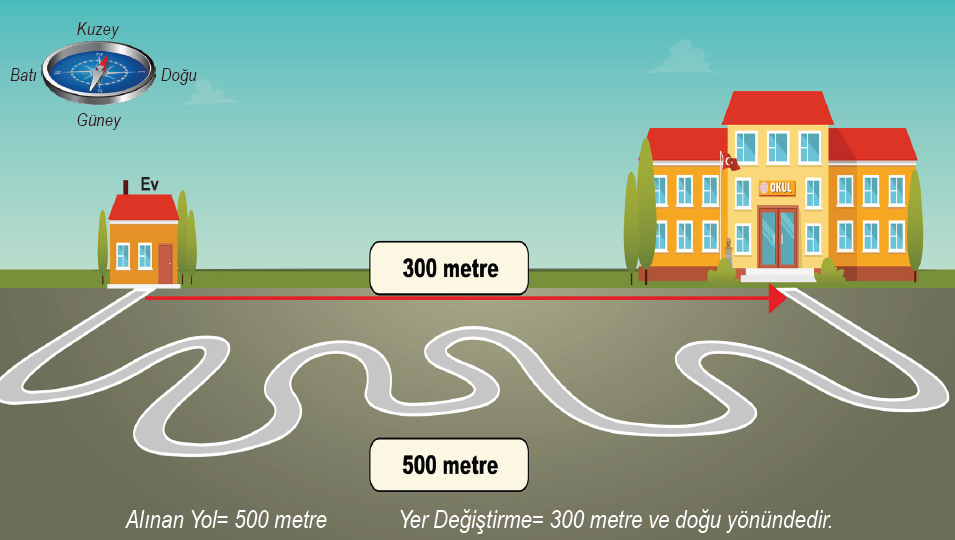 Kuzey
Batı
Doğu
Güney
Ev
OKUL
300 metre
500 metre
Alınan Yol= 500 metre
Yer Değiştirme= 300 metre ve doğu yönündedir.